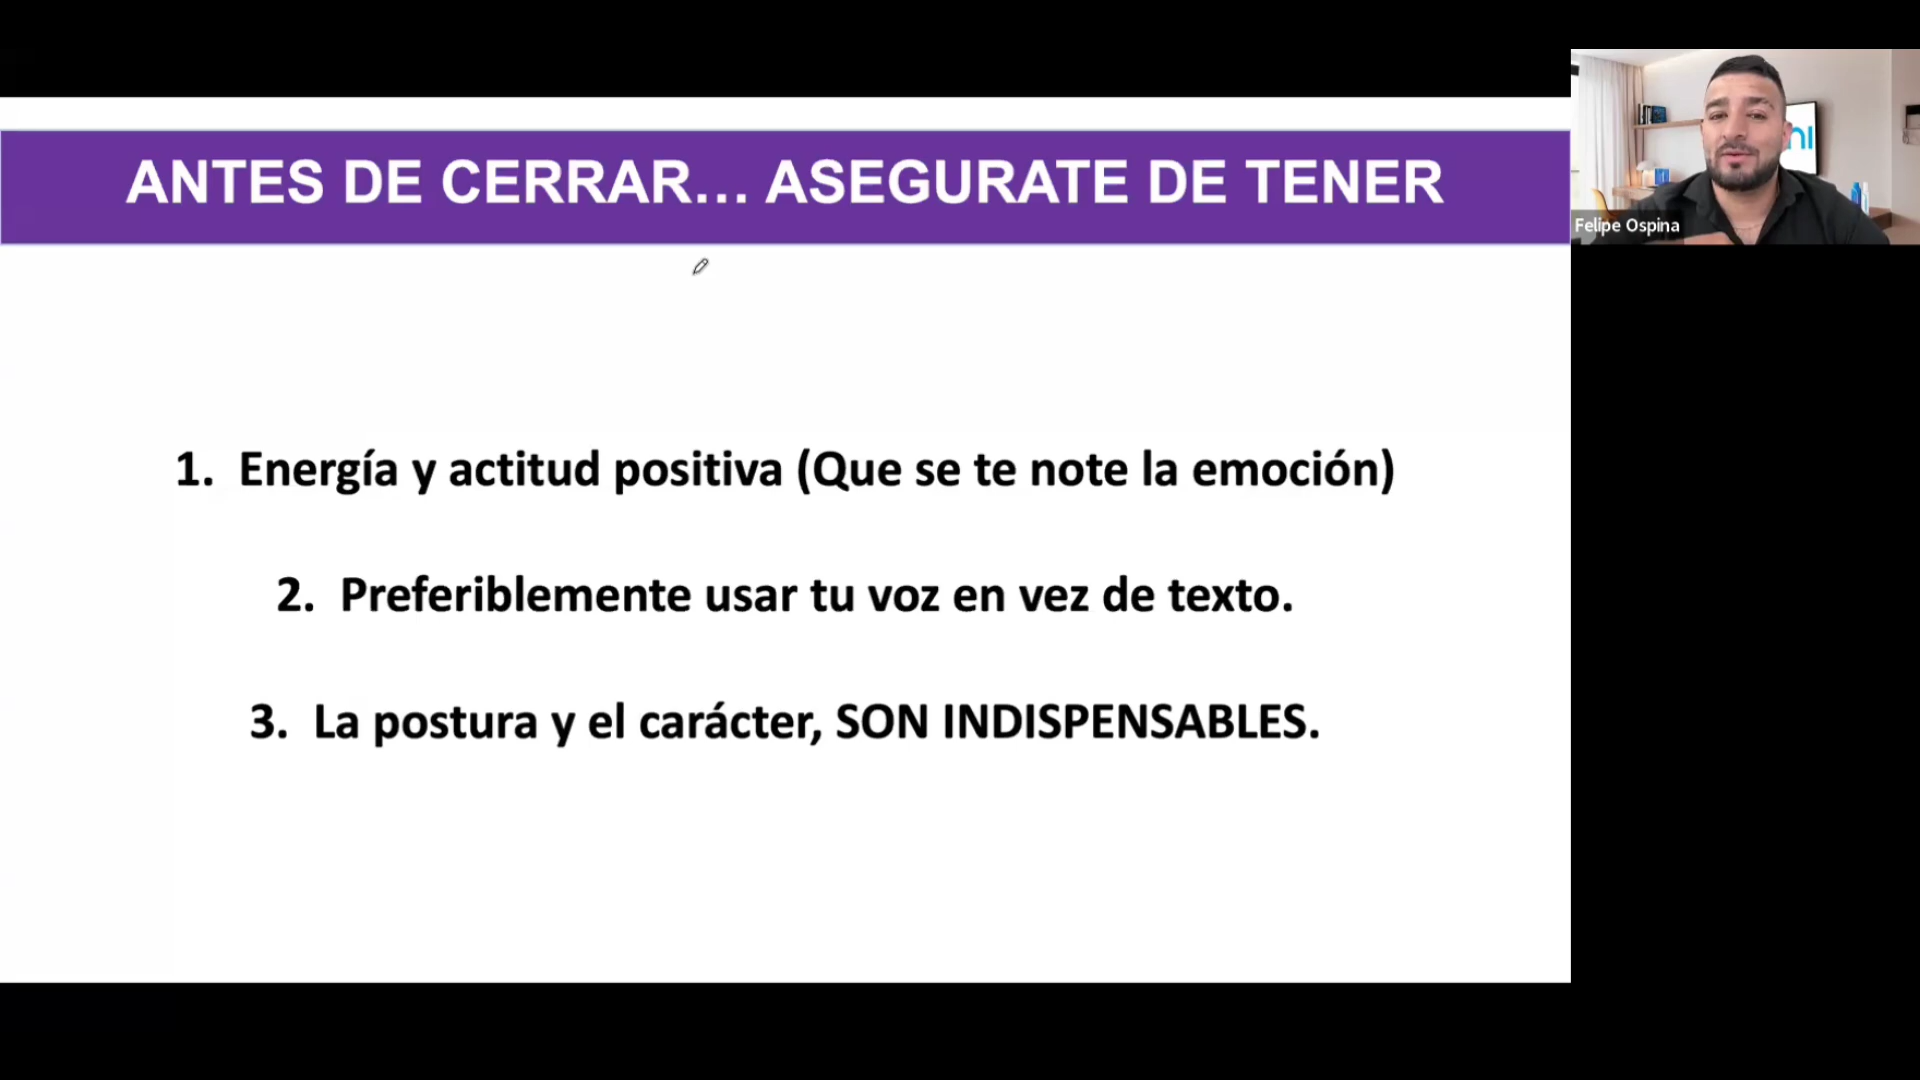 ANTES DE CERRAR... ASEGURATE DE TENER
Felipe Ospina
1. Energía y actitud positiva (Que se te note la emoción)
2. Preferiblemente usar tu voz en vez de texto.
3. La postura y el carácter, SON INDISPENSABLES.